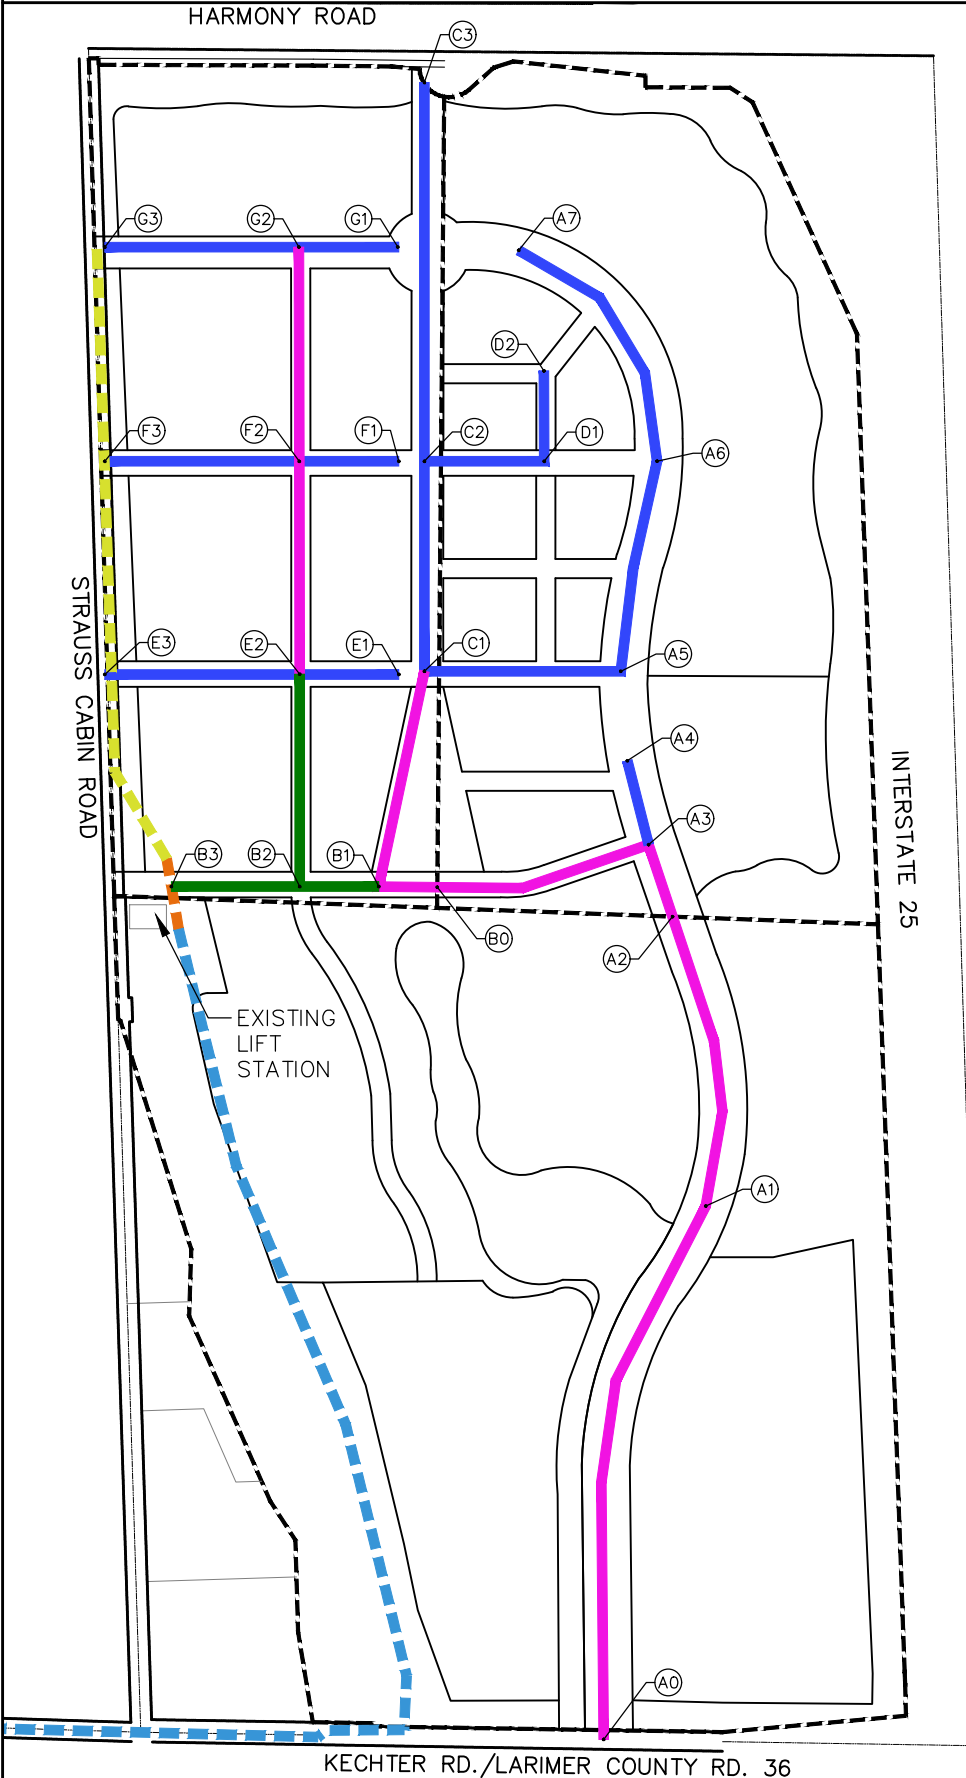 HARMONY ROAD
C3
G3
G2
G1
A7
D2
F3
F2
F1
C2
D1
A6
STRAUSS CABIN ROAD
E3
E2
E1
C1
A5
A4
INTERSTATE 25
A3
B3
B2
B1
B0
A2
EXISTING
LIFT
STATION
A1
A0
KECHTER RD./LARIMER COUNTY RD. 36